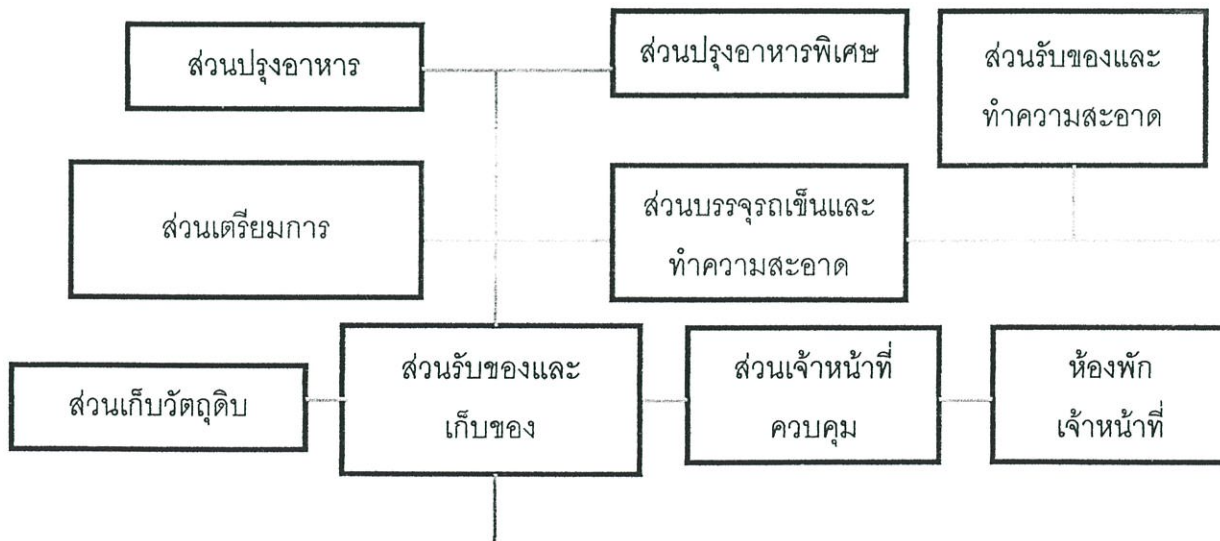 ส่วนปรุงอาหาร
ส่วนปรุงอาหารพิเศษ
ส่วนรับของและ
ทำความสะอาด
ส่วนเตรียมการ
ส่วนบรรจุรถเข็นและ
ทำความสะอาด
ส่วนเก็บวัตถุดิบ
ส่วนรับของและ
เก็บของ
ส่วนเจ้าหน้าที่
ควบคุม
ห้องพัก
เจ้าหน้าที่